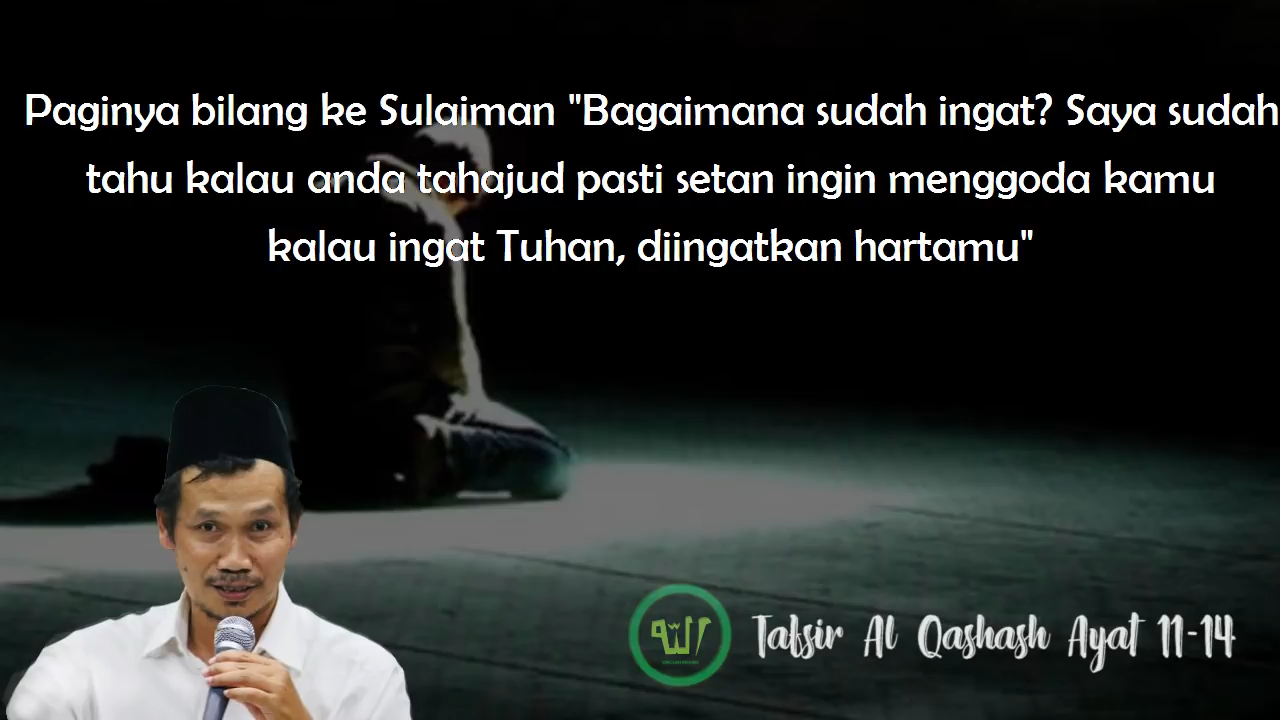 Paginya bilang ke Sulaiman "Bagaimana sudah ingat? Saya sudah
tahu kalau anda tahajud pasti setan ingin menggoda kamu
kalau ingat Tuhan, diingatkan hartamu"
Tafsir Al Qashash Ayat 11-14